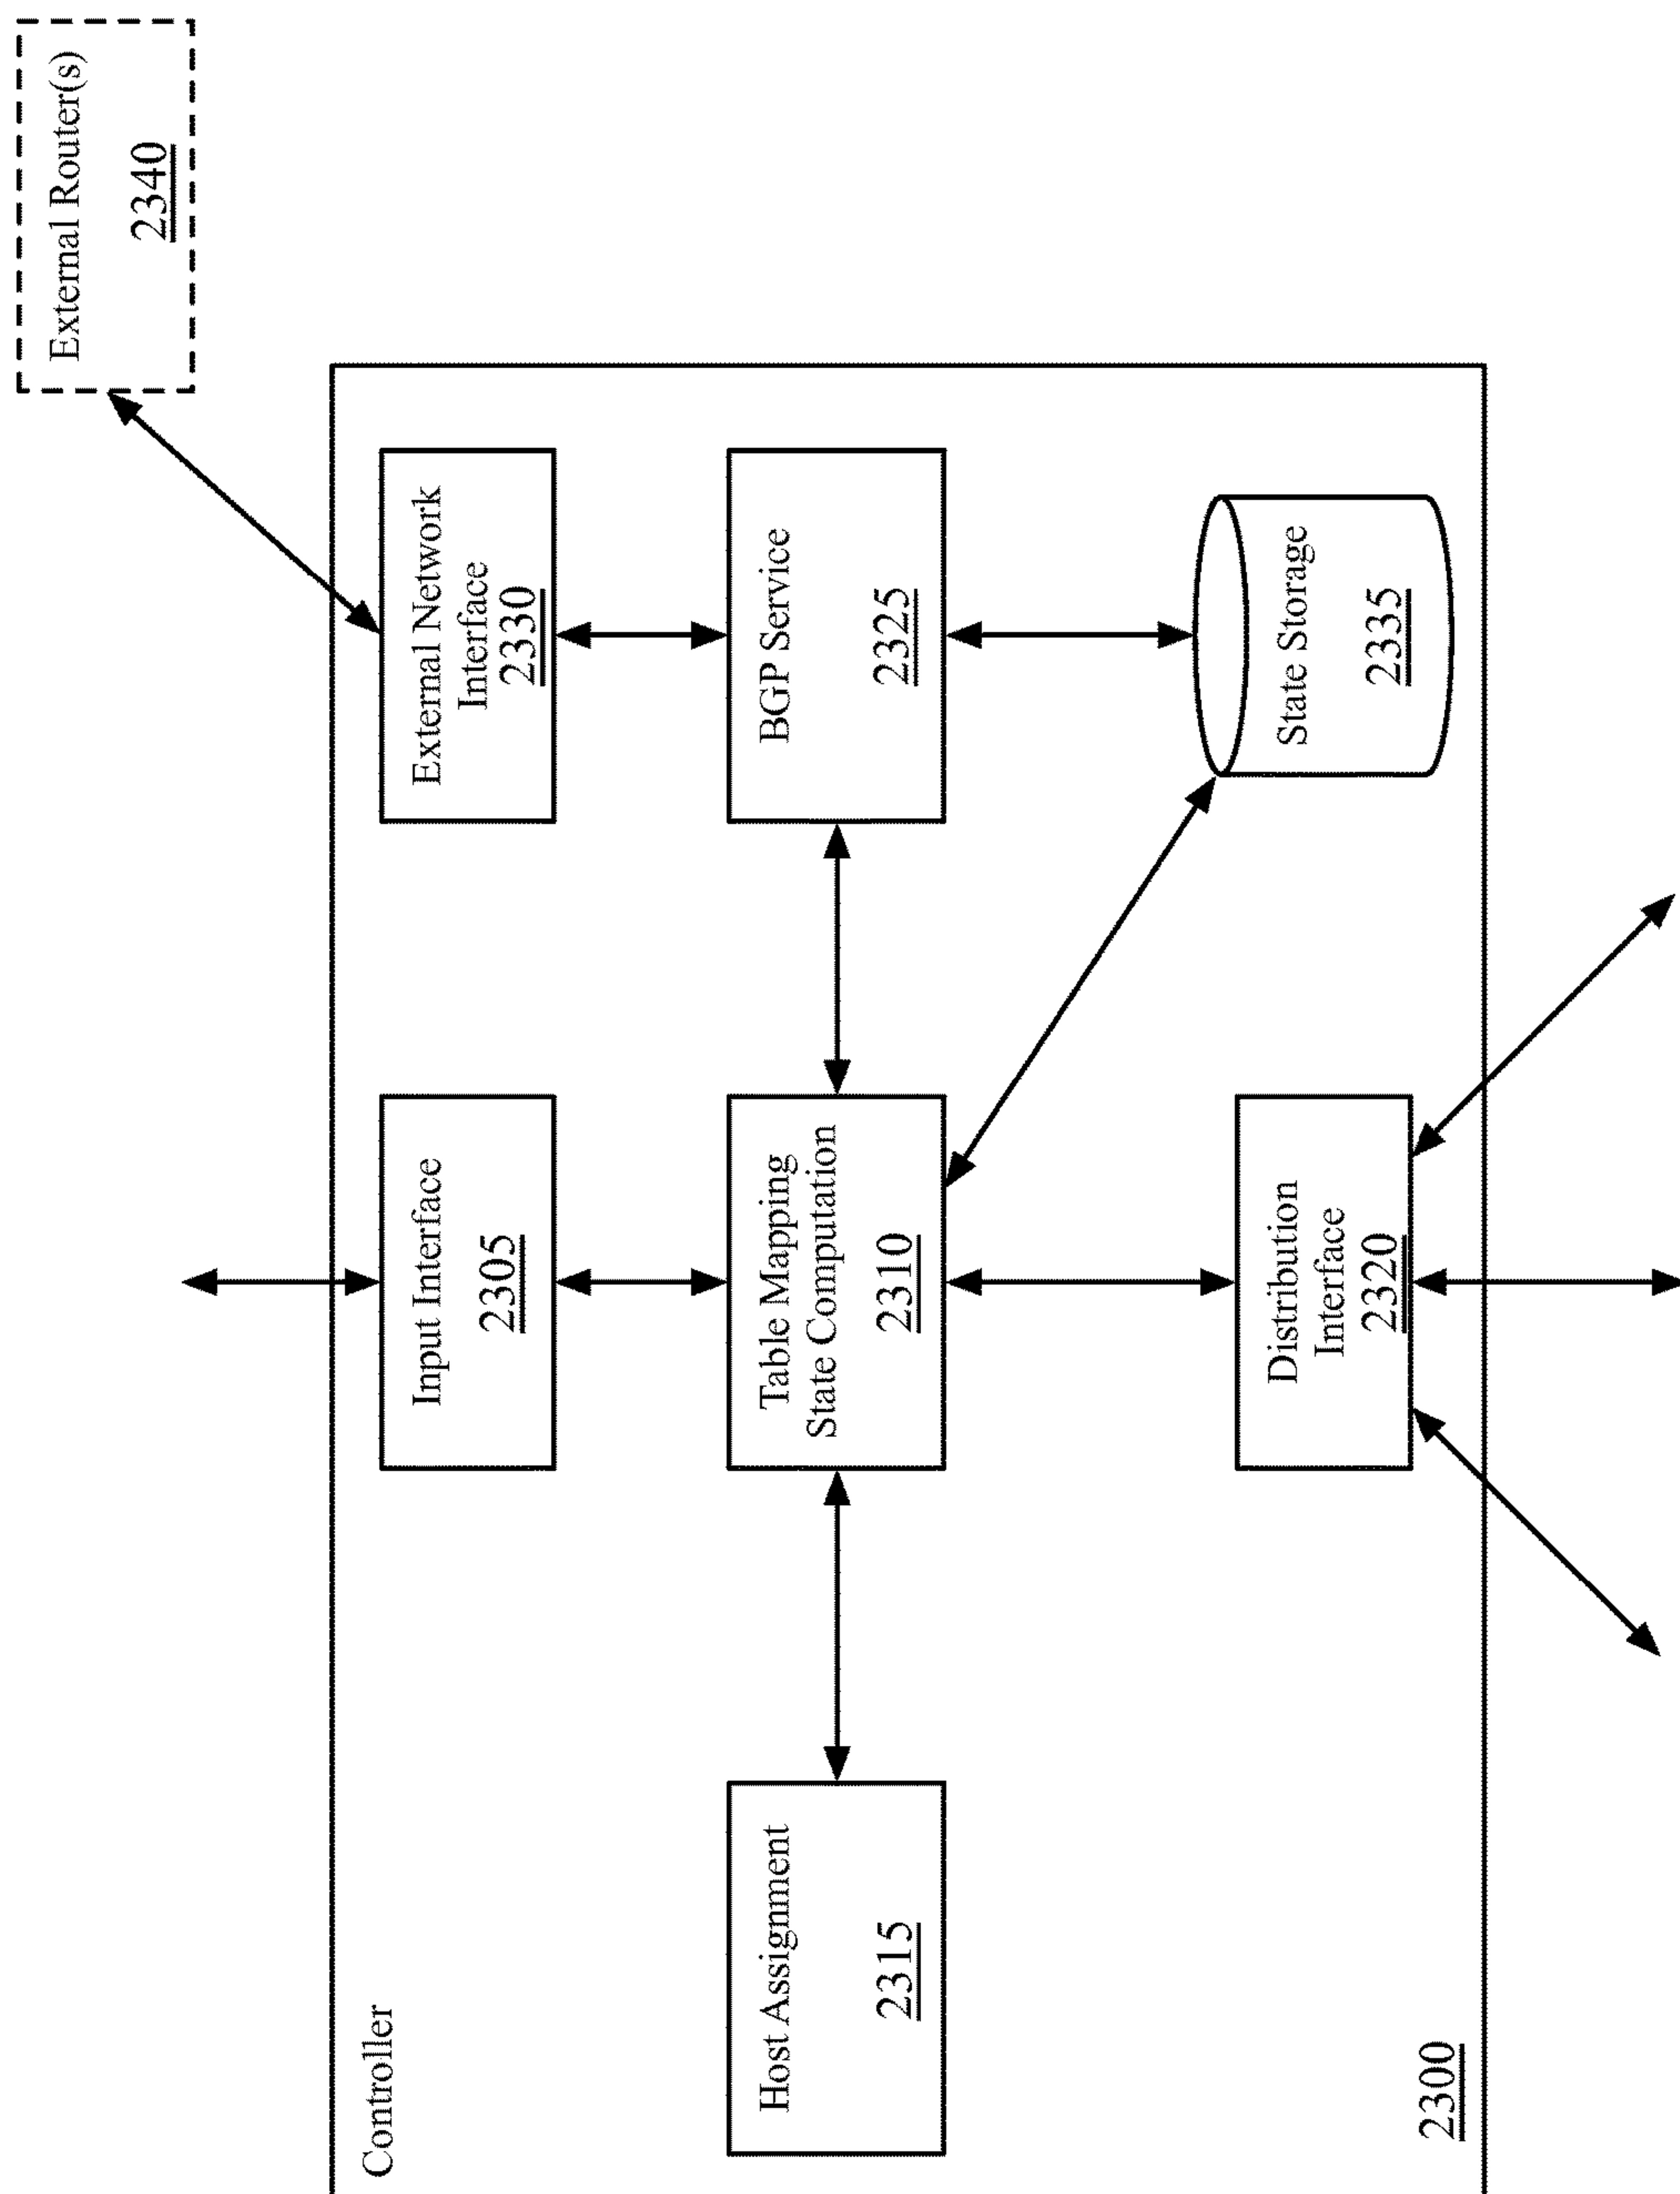 External Router(s)
2340
Controller
Input Interface
2305
External Network
Interface
2330
Host Assignment
2315
Table Mapping
State Computation
2310
BGP Service
2325
Distribution
Interface
2320
State Storage
2335
2300